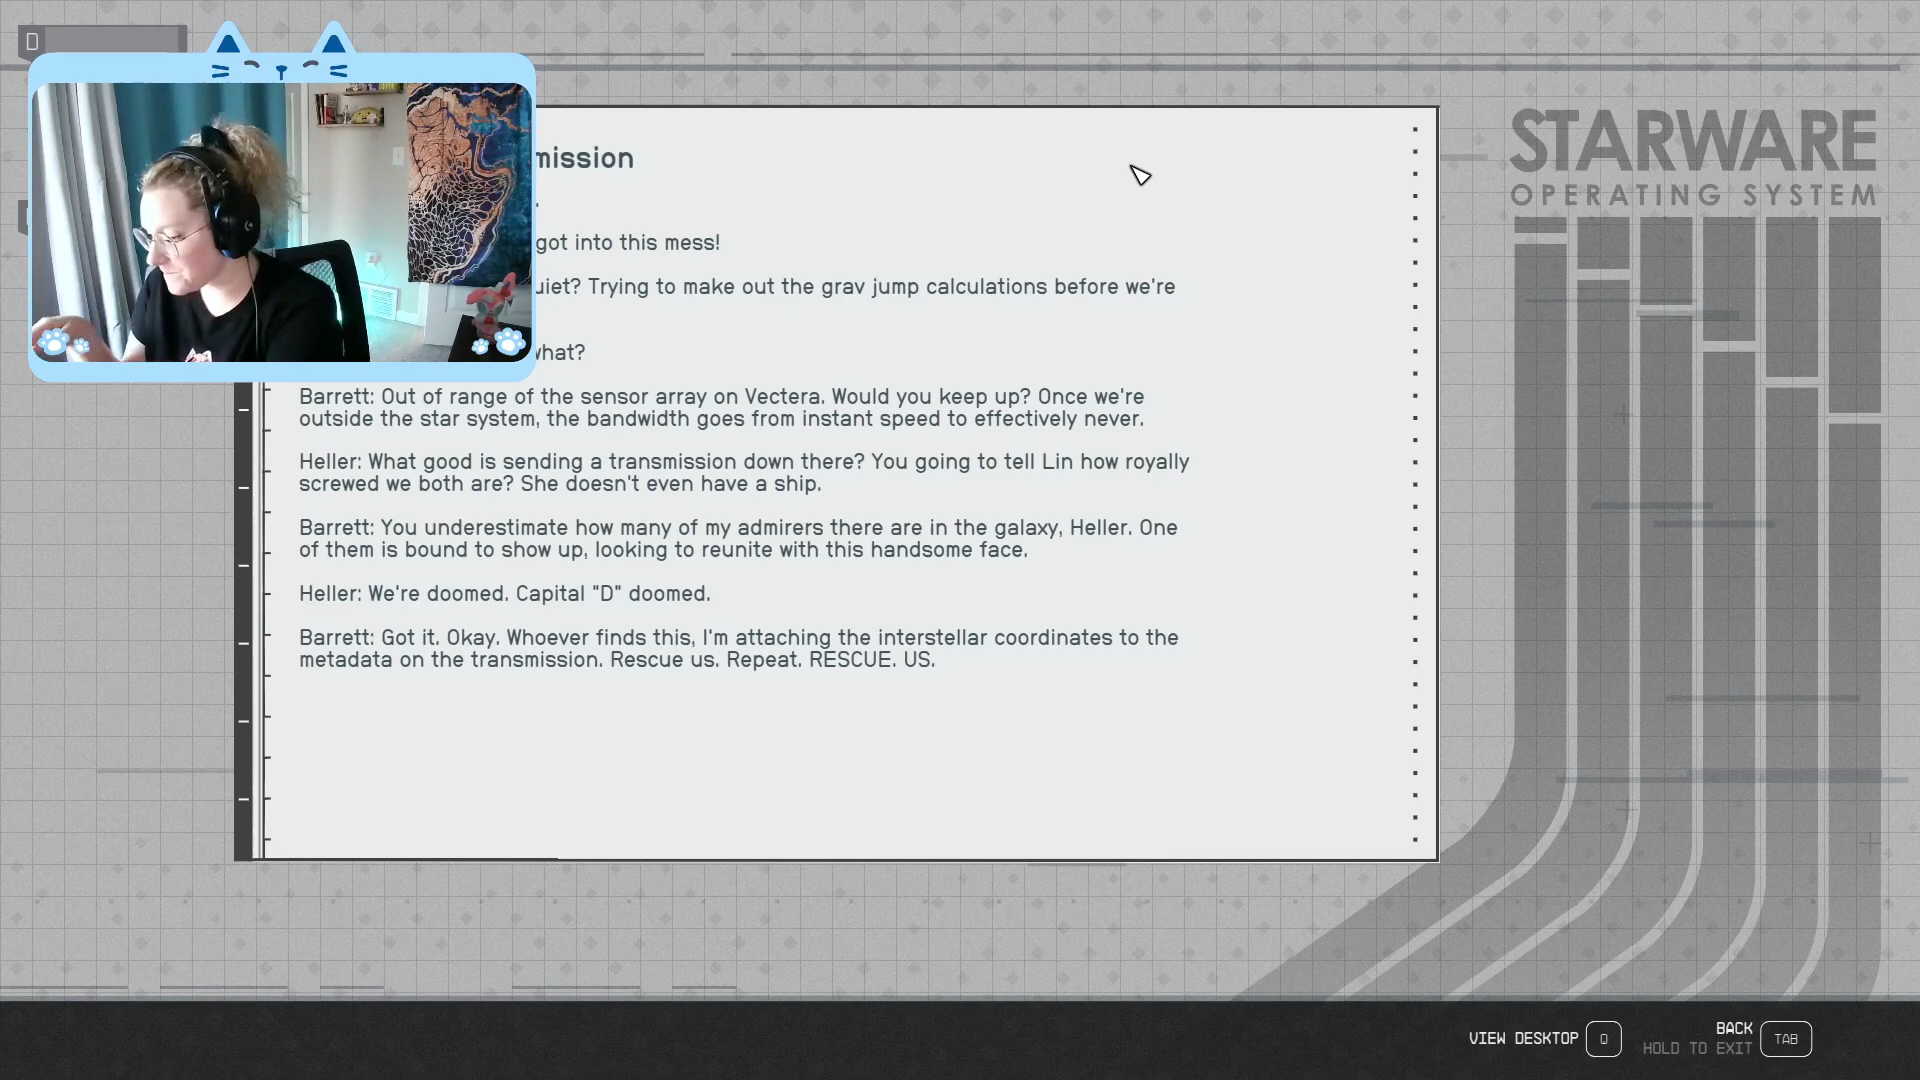 D
mission
got into this mess!
Trying to make out the grav jump calculations before we're
what?
Barrett: Out of range of the sensor array on Vectera. Would you keep up? Once we're
outside the star system, the bandwidth goes from instant speed to effectively never.
Heller: What good is sending a transmission down there? You going to tell Lin how royally
screwed we both are? She doesn't even have a ship.
Barrett: You underestimate how many of my admirers there are in the galaxy, Heller. One
of them is bound to show up, looking to reunite with this handsome face.
Heller: We're doomed. Capital "D" doomed.
Barrett: Got it. Okay. Whoever finds this, I'm attaching the interstellar coordinates to the
metadata on the transmission. Rescue us. Repeat. RESCUE. US.
STARWARE
OPERATING SYSTEM
VIEW DESKTOP Q
BACK
HOLD TO EXIT TAB